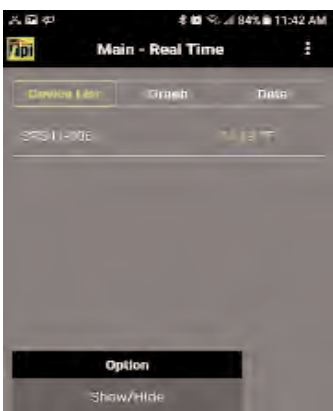 84% 11:42 AM
Main - Real Time
Device List Graph Data
°F
Option
Show/Hide